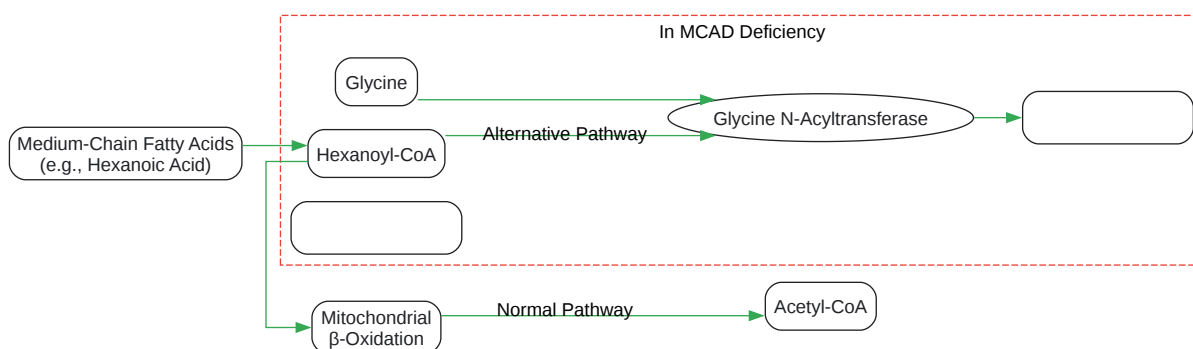 In MCAD Deficiency
Glycine
Glycine N-Acyltransferase
Medium-Chain Fatty Acids
(e.g., Hexanoic Acid)
Hexanoyl-CoA
Alternative Pathway
Mitochondrial
β-Oxidation
Normal Pathway
Acetyl-CoA